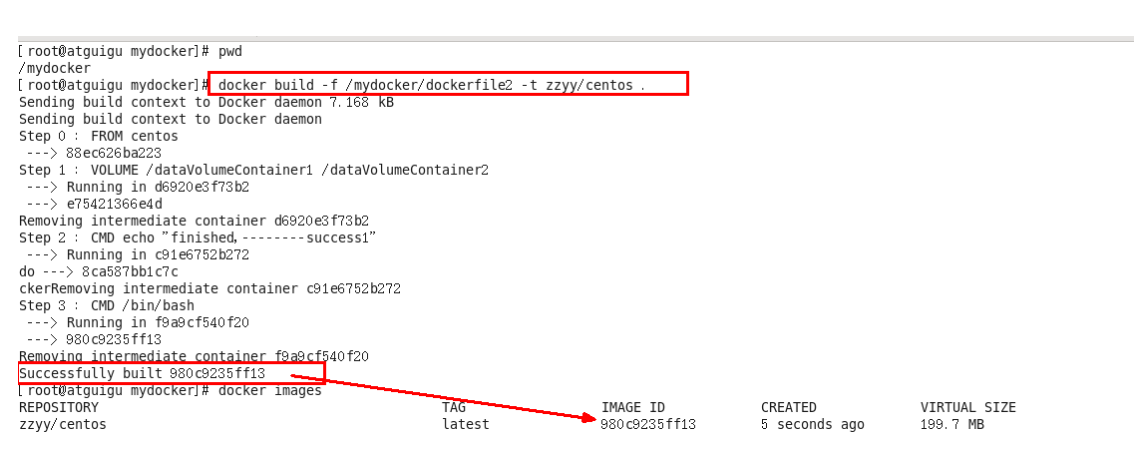 [root@atguigu mydocker]# pwd
/mydocker
[root@atguigu mydocker]# docker build -f /mydocker/dockerfile2 -t zzyy/centos .
Sending build context to Docker daemon 7.168 kB
Sending build context to Docker daemon
Step 0 : FROM centos
---> 88ec626ba223
Step 1 : VOLUME /dataVolumeContainer1 /dataVolumeContainer2
---> Running in d6920e3f73b2
---> e75421366e4d
Removing intermediate container d6920e3f73b2
Step 2 : CMD echo "finished,--------success1"
---> Running in c91e6752b272
do ---> 8ca587bb1c7c
ckerRemoving intermediate container c91e6752b272
Step 3 : CMD /bin/bash
---> Running in f9a9cf540f20
---> 980c9235ff13
Removing intermediate container f9a9cf540f20
Successfully built 980c9235ff13
[root@atguigu mydocker]# docker images
REPOSITORY TAG IMAGE ID CREATED VIRTUAL SIZE
zzyy/centos latest 980c9235ff13 5 seconds ago 199.7 MB